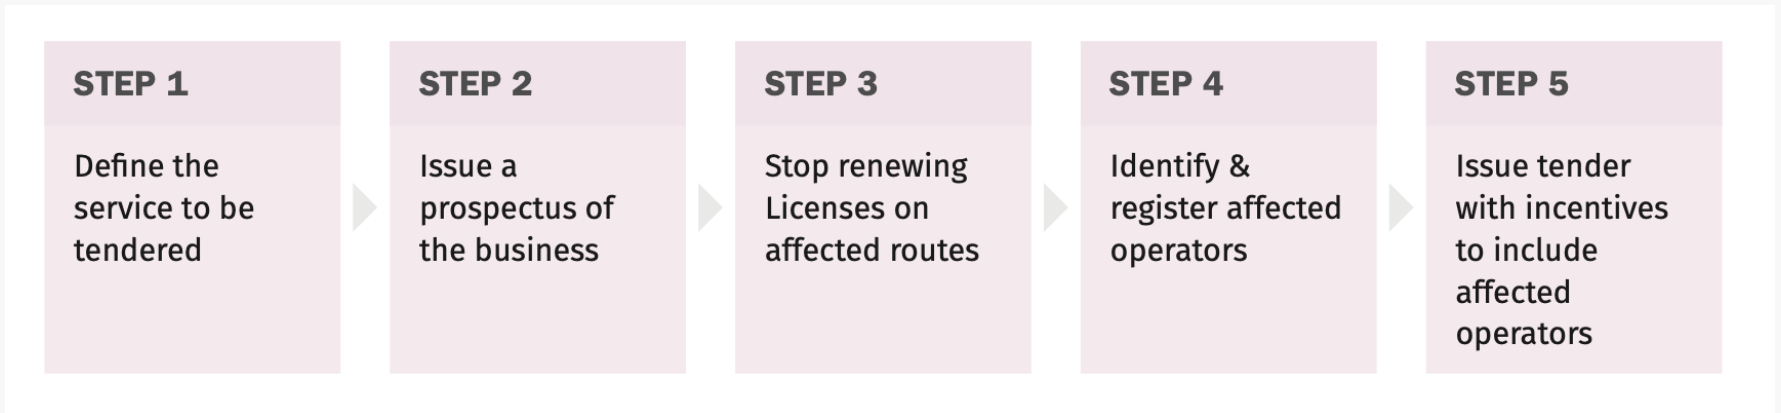 STEP 1
Define the
service to be
tendered
STEP 2
Issue a
prospectus of
the business
STEP 3
Stop renewing
Licenses on
affected routes
STEP 4
Identify &
register affected
operators
STEP 5
Issue tender
with incentives
to include
affected
operators